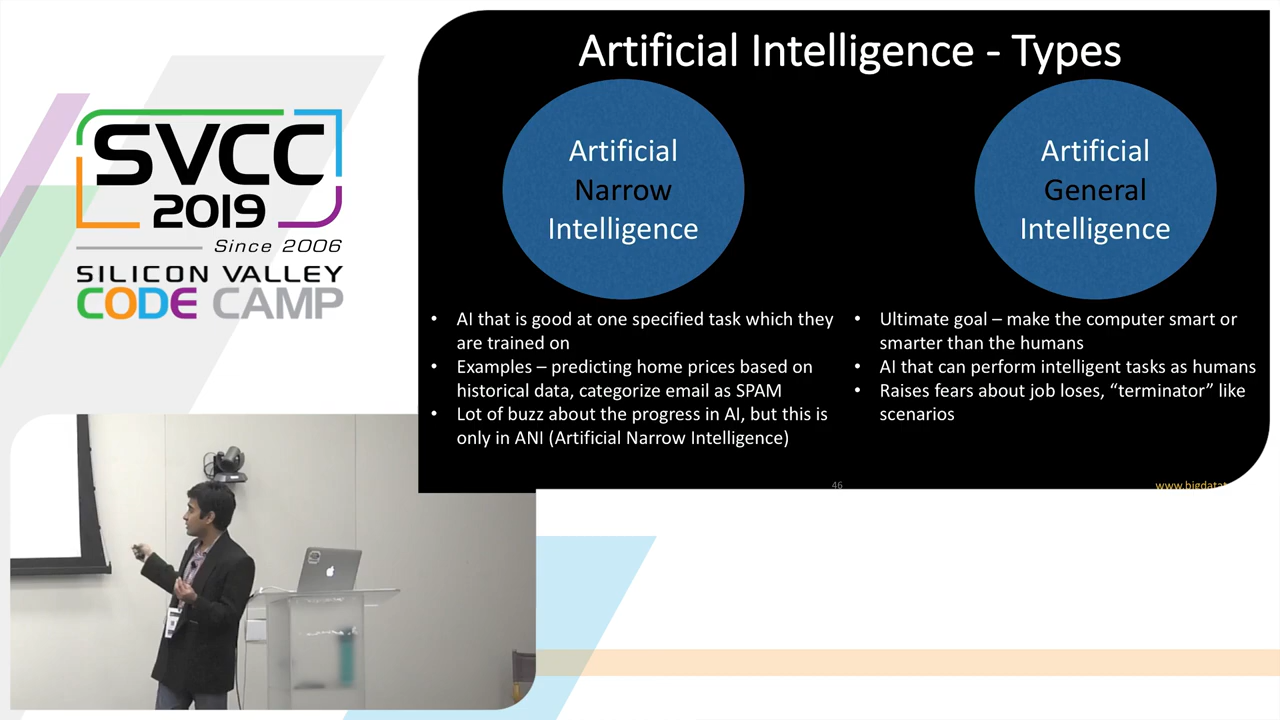 SVCC
2019
Since 2006
SILICON VALLEY
CODE CAMP
Artificial Intelligence - Types
Artificial
Narrow
Intelligence
Artificial
General
Intelligence
• AI that is good at one specified task which they
are trained on
• Examples – predicting home prices based on
historical data, categorize email as SPAM
• Lot of buzz about the progress in AI, but this is
only in ANI (Artificial Narrow Intelligence)
• Ultimate goal – make the computer smart or
smarter than the humans
• AI that can perform intelligent tasks as humans
• Raises fears about job loses, “terminator” like
scenarios
46